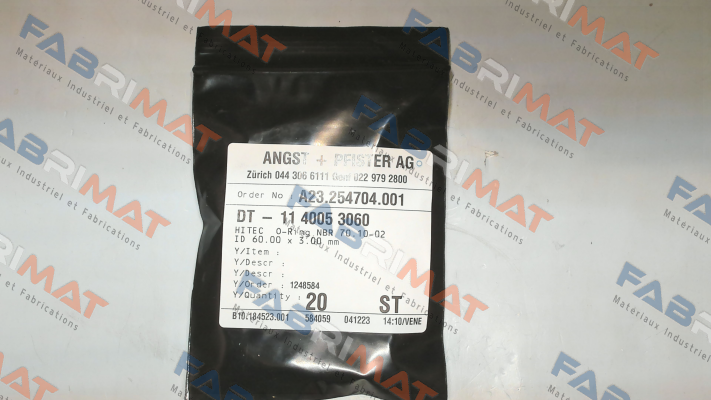 ANGST + PFISTER AG
Zürich 044 306 6111 022 979 2800
Order No A23.254704.001
DT - 11 4005 3060
HITEC O-Ring NBR 70.10-02
ID 60.00 x 3.00 mm
Y/Item :
Y/Descr :
Y/Descr :
Y/Order : 1248584
Y/Quantity : 20 ST
B10.184523.001 584059 041223 14:10/VENE
FABRIMAT
Matériaux Industriel et Fabrications